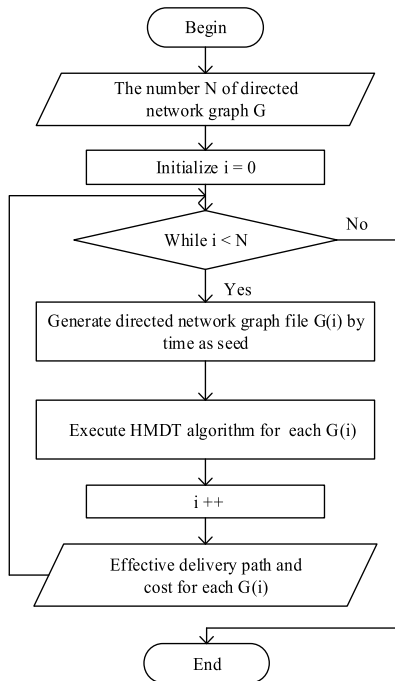 Begin
The number N of directed
network graph G
Initialize i = 0
While i < N
No
Yes
Generate directed network graph file G(i) by
time as seed
Execute HMDT algorithm for each G(i)
i ++
Effective delivery path and
cost for each G(i)
End